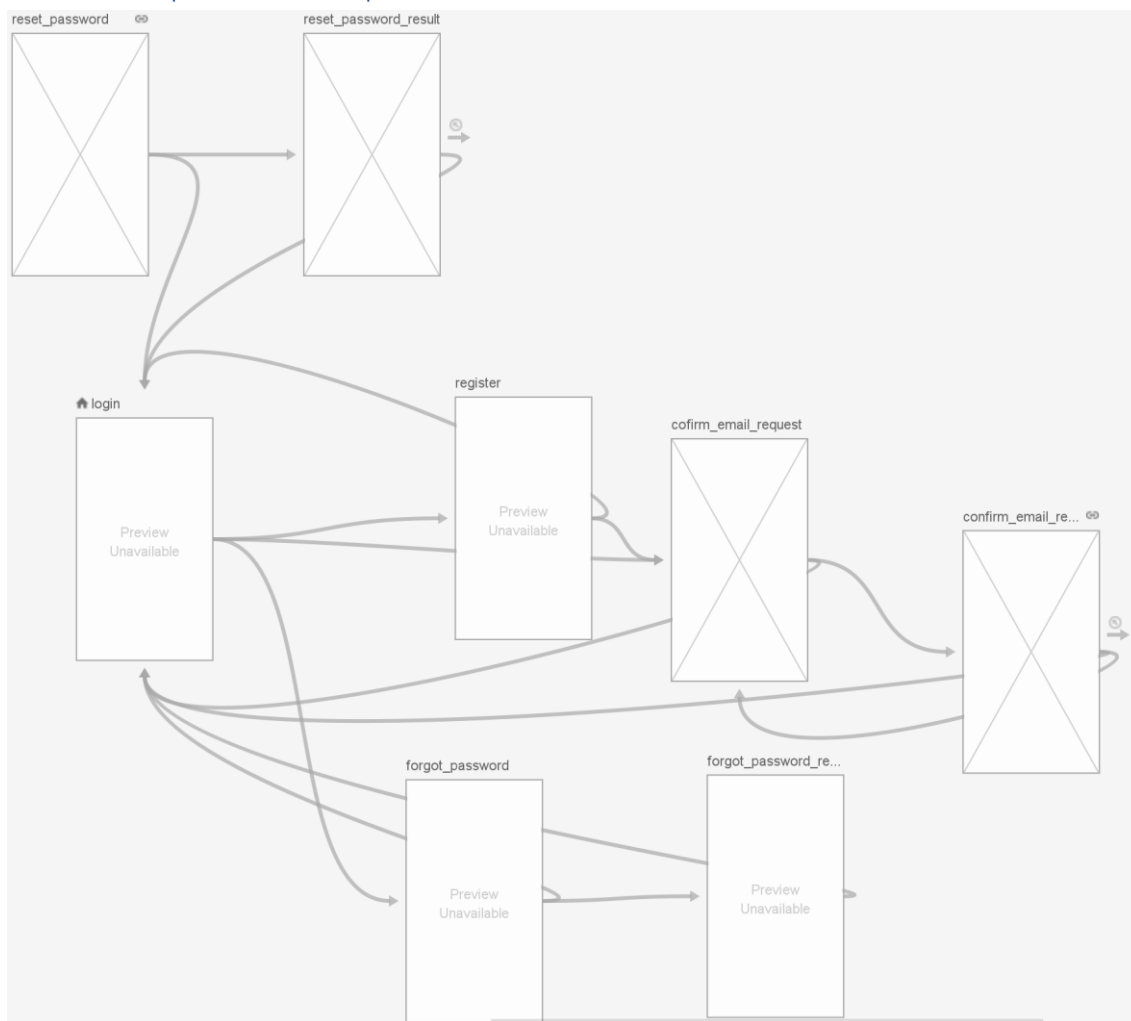 reset_password
reset_password_result
login
Preview
Unavailable
register
Preview
Unavailable
cofirm_email_request
confirm_email_re...
forgot_password
Preview
Unavailable
forgot_password_re...
Preview
Unavailable